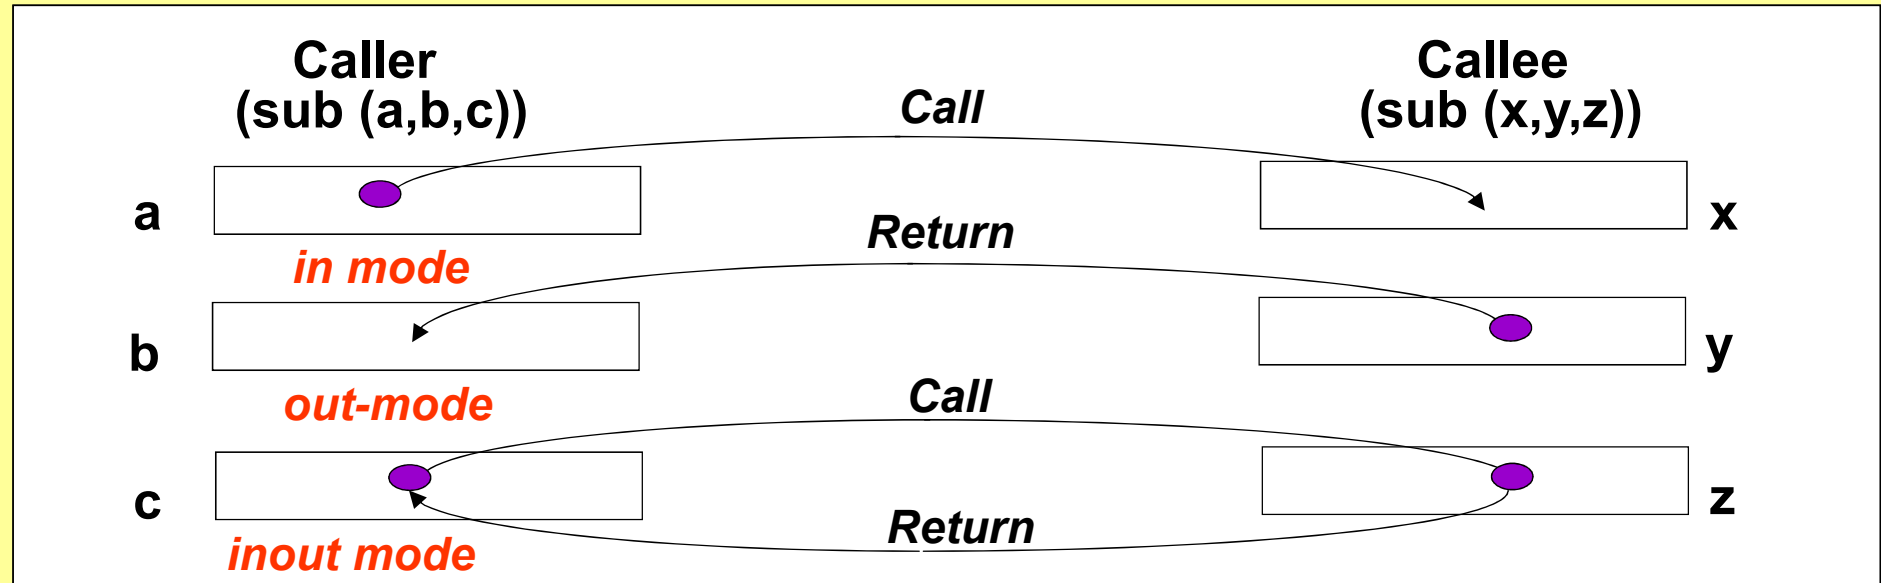 Caller
(sub (a,b,c))
Callee
(sub (x,y,z))
Call
a
x
in mode
Return
b
y
out-mode
Call
c
z
inout mode
Return